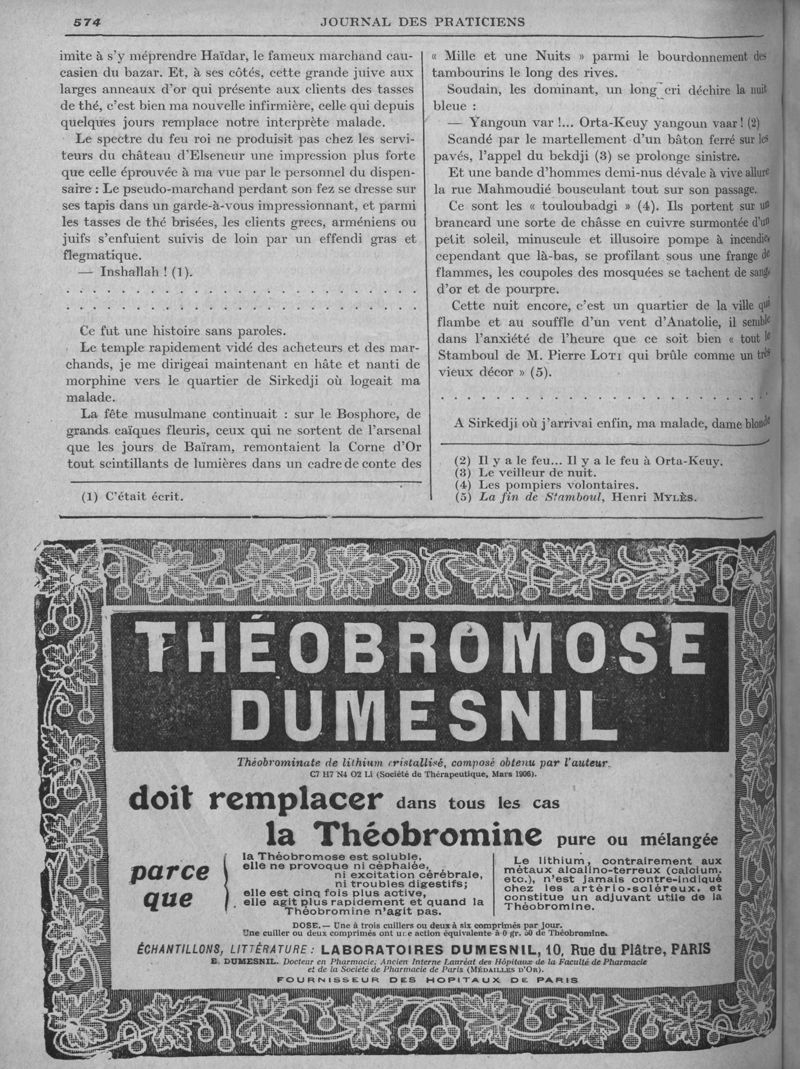 574
JOURNAL DES PRATICIENS
imite à s'y méprendre Haïdar, le fameux marchand cau-
casien du bazar. Et, à ses côtés, cette grande juive aux
larges anneaux d'or qui présente aux clients des tasses
de thé, c'est bien ma nouvelle infirmière, celle qui depuis
quelques jours remplace notre interprète malade.
Le spectre du feu roi ne produisit pas chez les servi-
teurs du château d'Elseneur une impression plus forte
que celle éprouvée à ma vue par le personnel du dispen-
saire : Le pseudo-marchand perdant son fez se dresse sur
ses tapis dans un garde-à-vous impressionnant, et parmi
les tasses de thé brisées, les clients grecs, arméniens ou
juifs s'enfuient suivis de loin par un effendi gras et
flegmatique.
— Inshallah ! (1).
. . . . . . . . . . . . . . . . . . . . . . . .
. . . . . . . . . . . . . . . . . . . . . . . .
Ce fut une histoire sans paroles.
Le temple rapidement vidé des acheteurs et des mar-
chands, je me dirigeai maintenant en hâte et nanti de
morphine vers le quartier de Sirkedji où logeait ma
malade.
La fête musulmane continuait : sur le Bosphore, de
grands caïques fleuris, ceux qui ne sortent de l'arsenal
que les jours de Baïram, remontaient la Corne d'Or
tout scintillants de lumières dans un cadre de conte des
(1) C'était écrit.
« Mille et une Nuits » parmi le bourdonnement des
tambourins le long des rives.
Soudain, les dominant, un long cri déchire la nuit
bleue :
— Yangoun var !... Orta-Keuy yangoun vaar ! (2)
Scandé par le martellement d'un bâton ferré sur les
pavés, l'appel du bekdji (3) se prolonge sinistre.
Et une bande d'hommes demi-nus dévale à vive allure
la rue Mahmoudié bousculant tout sur son passage.
Ce sont les « touloubadgi » (4). Ils portent sur un
brancard une sorte de châsse en cuivre surmontée d'un
petit soleil, minuscule et illusoire pompe à incendie,
cependant que là-bas, se profilant sous une frange de
flammes, les coupoles des mosquées se tachent de sang,
d'or et de pourpre.
Cette nuit encore, c'est un quartier de la ville qui
flambe et au souffle d'un vent d'Anatolie, il semble
dans l'anxiété de l'heure que ce soit bien « tout le
Stamboul de M. Pierre LOTI qui brûle comme un très
vieux décor » (5).
. . . . . . . . . . . . . . . . . . . . . . . .
A Sirkedji où j'arrivai enfin, ma malade, dame blonde
(2) Il y a le feu... Il y a le feu à Orta-Keuy.
(3) Le veilleur de nuit.
(4) Les pompiers volontaires.
(5) La fin de Stamboul, Henri MYLÈS.
THÉOBROMOSE
DUMESNIL
Théobrominate de lithium cristallisé, composé obtenu par l'auteur.
C7 H7 N4 O2 Li (Société de Thérapeutique, Mars 1906).
doit remplacer dans tous les cas
la Théobromine pure ou mélangée
parce
que
la Théobromose est soluble,
elle ne provoque ni céphalée,
ni excitation cérébrale,
ni troubles digestifs;
elle est cinq fois plus active,
elle agit plus rapidement et quand la
Théobromine n'agit pas.
Le lithium, contrairement aux
métaux alcalino-terreux (calcium,
etc.), n'est jamais contre-indiqué
chez les artério-scléreux, et
constitue un adjuvant utile de la
Théobromine.
DOSE.— Une à trois cuillers ou deux à six comprimés par jour.
Une cuiller ou deux comprimés ont une action équivalente à 0 gr. 50 de Théobromine.
ÉCHANTILLONS, LITTÉRATURE : LABORATOIRES DUMESNIL, 10, Rue du Plâtre, PARIS
E. DUMESNIL. Docteur en Pharmacie, Ancien Interne Lauréat des Hôpitaux de la Faculté de Pharmacie
et de la Société de Pharmacie de Paris (MÉDAILLES D'OR).
FOURNISSEUR DES HOPITAUX DE PARIS